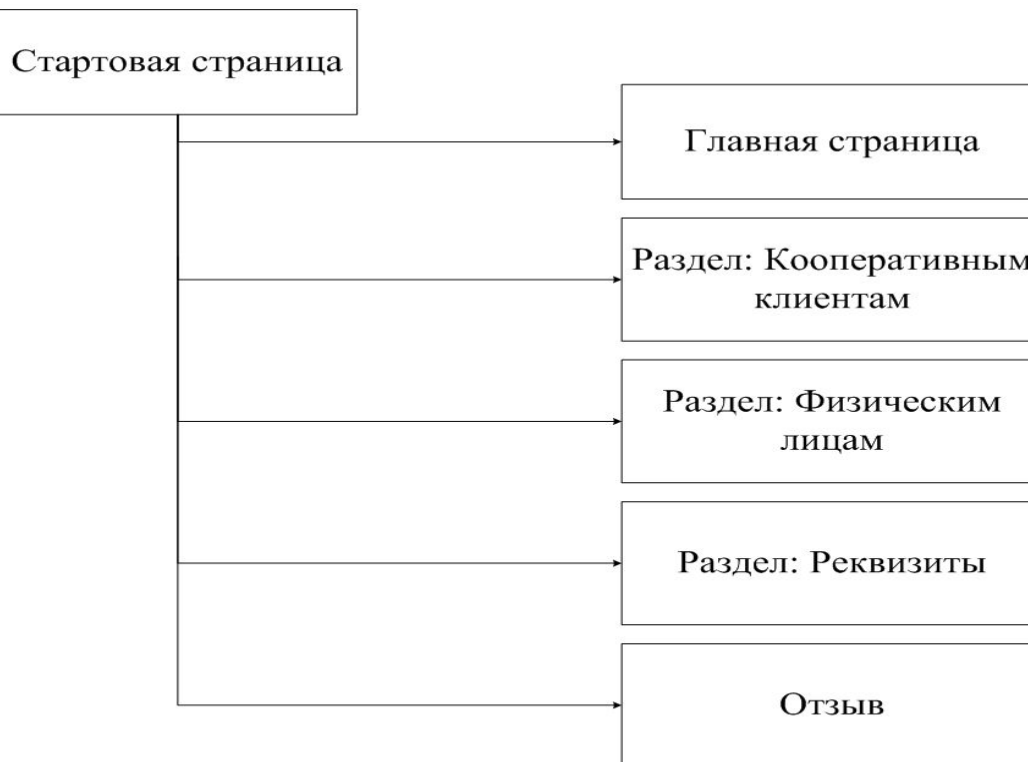 Стартовая страница
Главная страница
Раздел: Кооперативным
клиентам
Раздел: Физическим
лицам
Раздел: Реквизиты
Отзыв